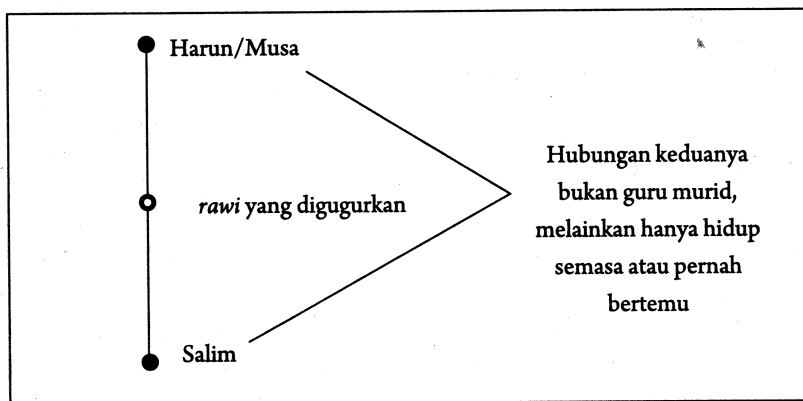 Harun/Musa
rawi yang digugurkan
Salim
Hubungan keduanya
bukan guru murid,
melainkan hanya hidup
semasa atau pernah
bertemu